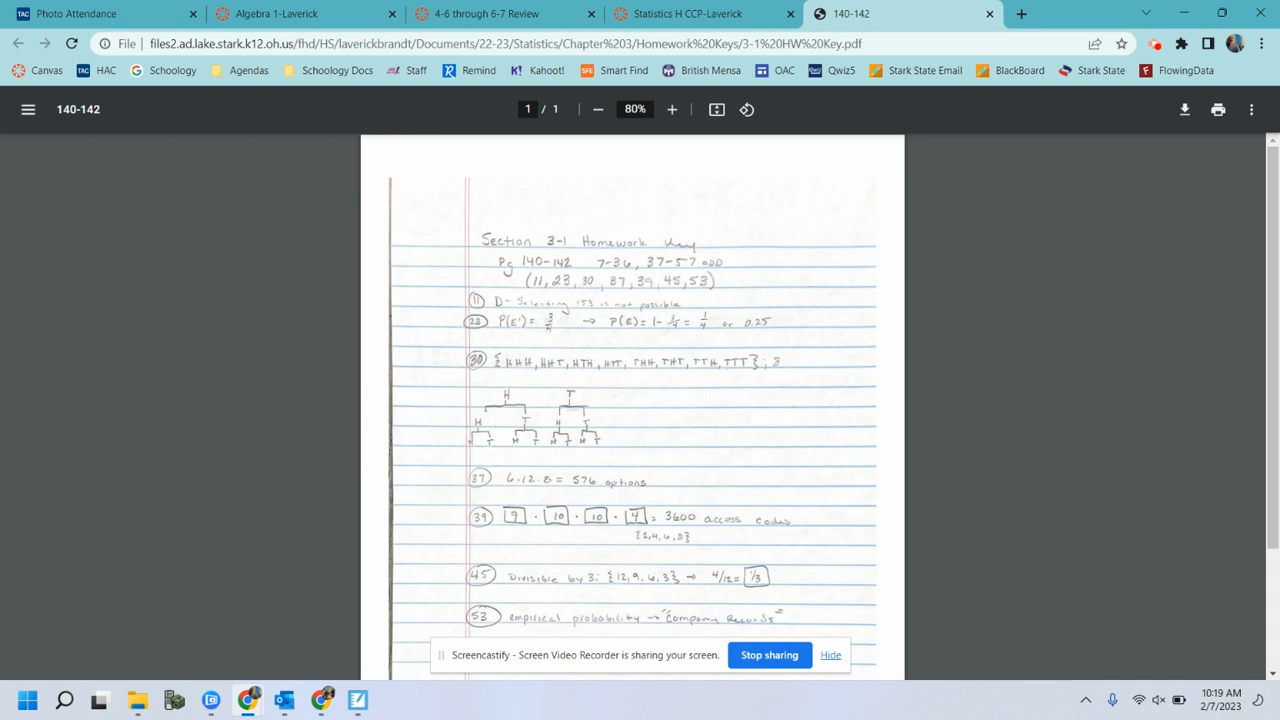 Photo Attendance
Algebra 1-Laverick
4-6 through 6-7 Review
Statistics H CCP-Laverick
140-142
File
files2.ad.lake.stark.k12.oh.us/fhd/HS/laverickbrandt/Documents/22-23/Statistics/Chapter%203/Homework%20Keys/3-1%20HW%20Key.pdf
Canvas
TAC HAC
Schoology
Agendas
Schoology Docs
Staff
Remind
K! Kahoot!
SFE Smart Find
British Mensa
OAC
Qwiz5
Stark State Email
BlackBoard
Stark State
F FlowingData
140-142
1 / 1
80%
Section 3-1 Homework Key
Pg 140-142 7-36, 37-57 ODD
(11, 23, 30, 37, 39, 45, 53)
11 D- Selecting 153 is not possible
23 P(E') = 3/4 → P(E) = 1 - 3/4 = 1/4 or 0.25
30 {HHH, HHT, HTH, HTT, THH, THT, TTH, TTT} ; 8
H T
H T H T
H T H T H T H T
37 6·12·8 = 576 options
39 9 · 10 · 10 · 4 = 3600 access codes
{2,4,6,8}
45 Divisible by 3: {12, 9, 6, 3} → 4/12 = 1/3
53 empirical probability → "Company Records"
Screencastify - Screen Video Recorder is sharing your screen.
Stop sharing
Hide
10:19 AM
2/7/2023